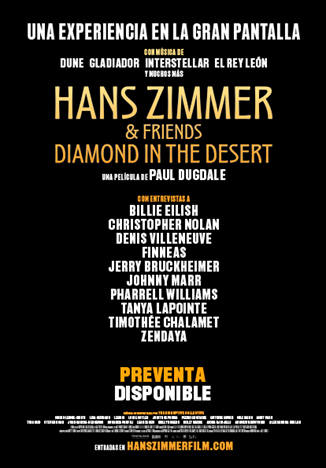 UNA EXPERIENCIA EN LA GRAN PANTALLA
CON MÚSICA DE
DUNE GLADIADOR INTERSTELLAR EL REY LEÓN
Y MUCHOS MÁS
HANS ZIMMER
& FRIENDS
DIAMOND IN THE DESERT
UNA PELÍCULA DE PAUL DUGDALE
CON ENTREVISTAS A
BILLIE EILISH
CHRISTOPHER NOLAN
DENIS VILLENEUVE
FINNEAS
JERRY BRUCKHEIMER
JOHNNY MARR
PHARRELL WILLIAMS
TANYA LAPOINTE
TIMOTHÉE CHALAMET
ZENDAYA
PREVENTA
DISPONIBLE
ENTRADAS EN HANSZIMMERFILM.COM